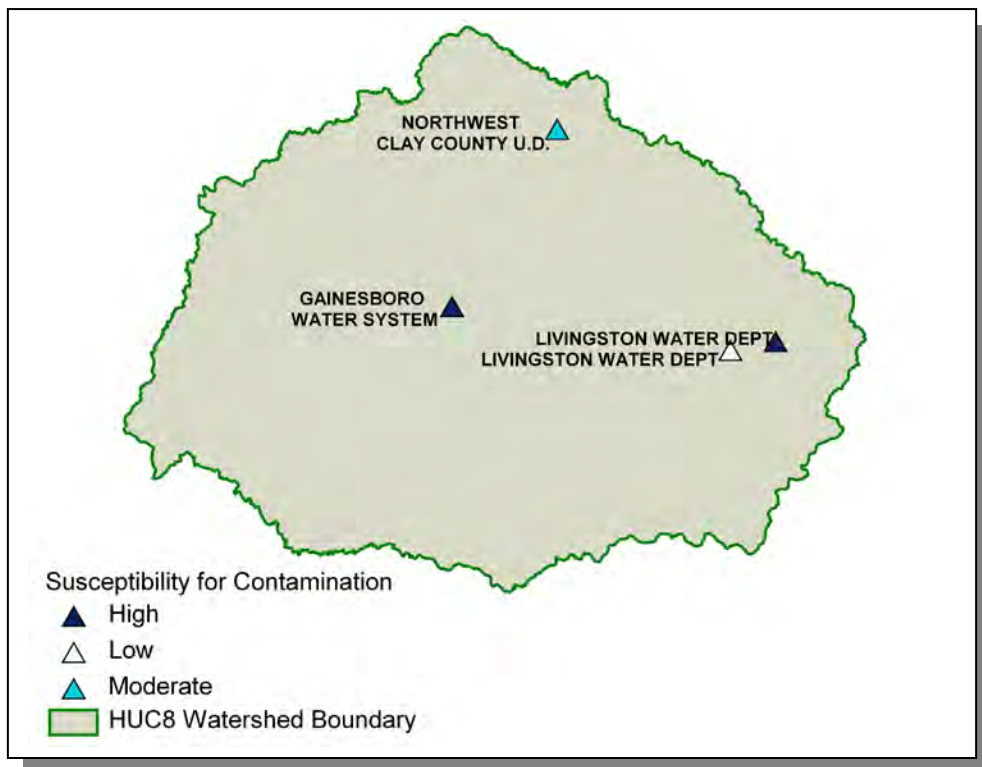 NORTHWEST
CLAY COUNTY U.D.
GAINESBORO
WATER SYSTEM
LIVINGSTON WATER DEPT
LIVINGSTON WATER DEPT
Susceptibility for Contamination
High
Low
Moderate
HUC8 Watershed Boundary